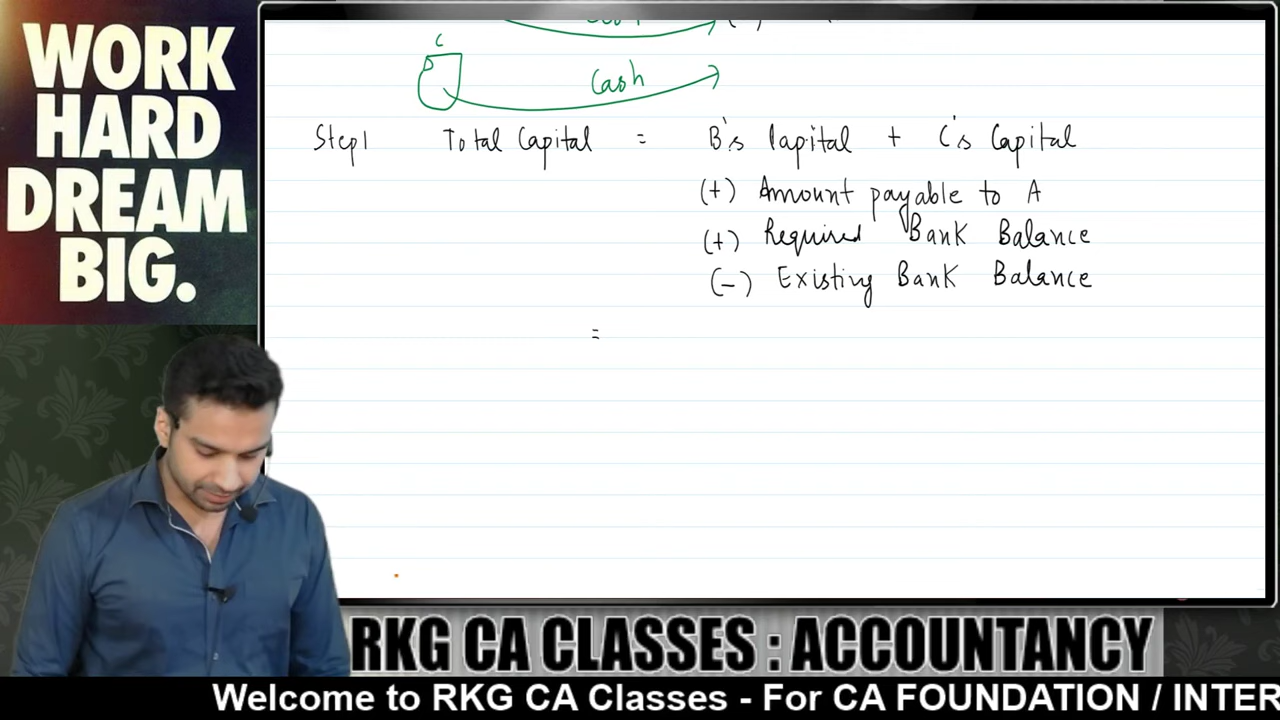 WORK
HARD
DREAM
BIG.
C
Cash
Step1 Total Capital = B's Capital + C's Capital
(+) Amount payable to A
(+) Required Bank Balance
(-) Existing Bank Balance
=
RKG CA CLASSES : ACCOUNTANCY
Welcome to RKG CA Classes - For CA FOUNDATION / INTER